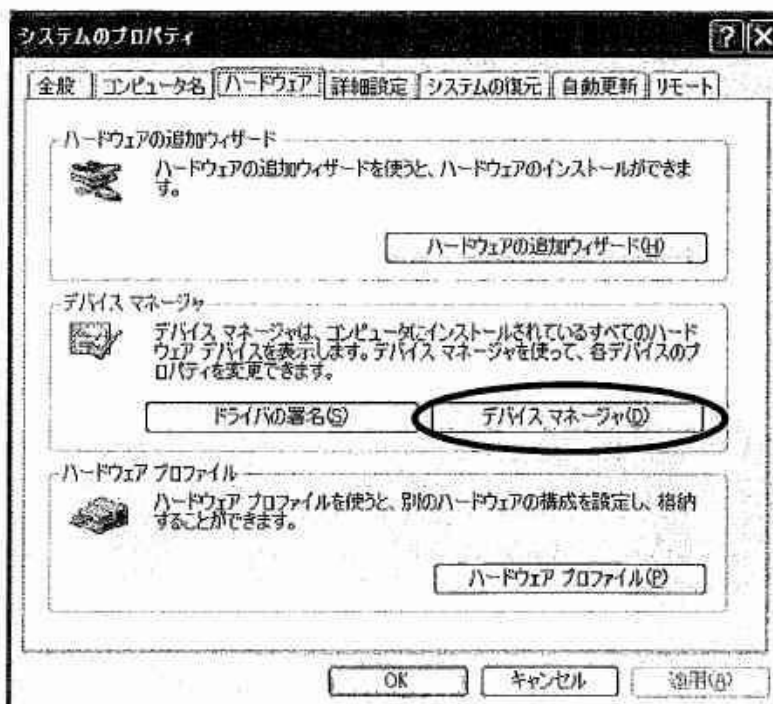 システムのプロパティ
全般 コンピュータ名 ハードウェア 詳細設定 システムの復元 自動更新 リモート
ハードウェアの追加ウィザード
ハードウェアの追加ウィザードを使うと、ハードウェアのインストールができま
す。
ハードウェアの追加ウィザード(H)
デバイス マネージャ
デバイス マネージャは、コンピュータにインストールされているすべてのハード
ウェア デバイスを表示します。デバイス マネージャを使って、各デバイスのプ
ロパティを変更できます。
ドライバの署名(S) デバイス マネージャ(D)
ハードウェア プロファイル
ハードウェア プロファイルを使うと、別のハードウェアの構成を設定し、格納
することができます。
ハードウェア プロファイル(P)
OK キャンセル 適用(A)